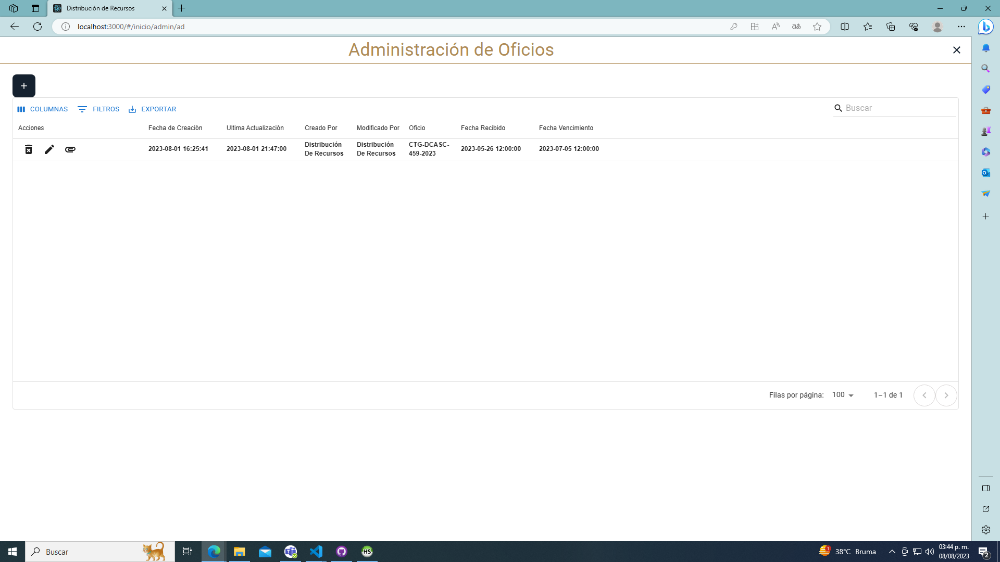 Distribución de Recursos
localhost:3000/#/inicio/admin/ad
Administración de Oficios
COLUMNAS FILTROS EXPORTAR Buscar
Acciones Fecha de Creación Ultima Actualización Creado Por Modificado Por Oficio Fecha Recibido Fecha Vencimiento
2023-08-01 16:25:41 2023-08-01 21:47:00 Distribución De Recursos Distribución De Recursos CTG-DCASC-459-2023 2023-05-26 12:00:00 2023-07-05 12:00:00
Filas por página: 100 1–1 de 1
Buscar
HS
1
38°C Bruma
03:44 p. m.
08/08/2023
2